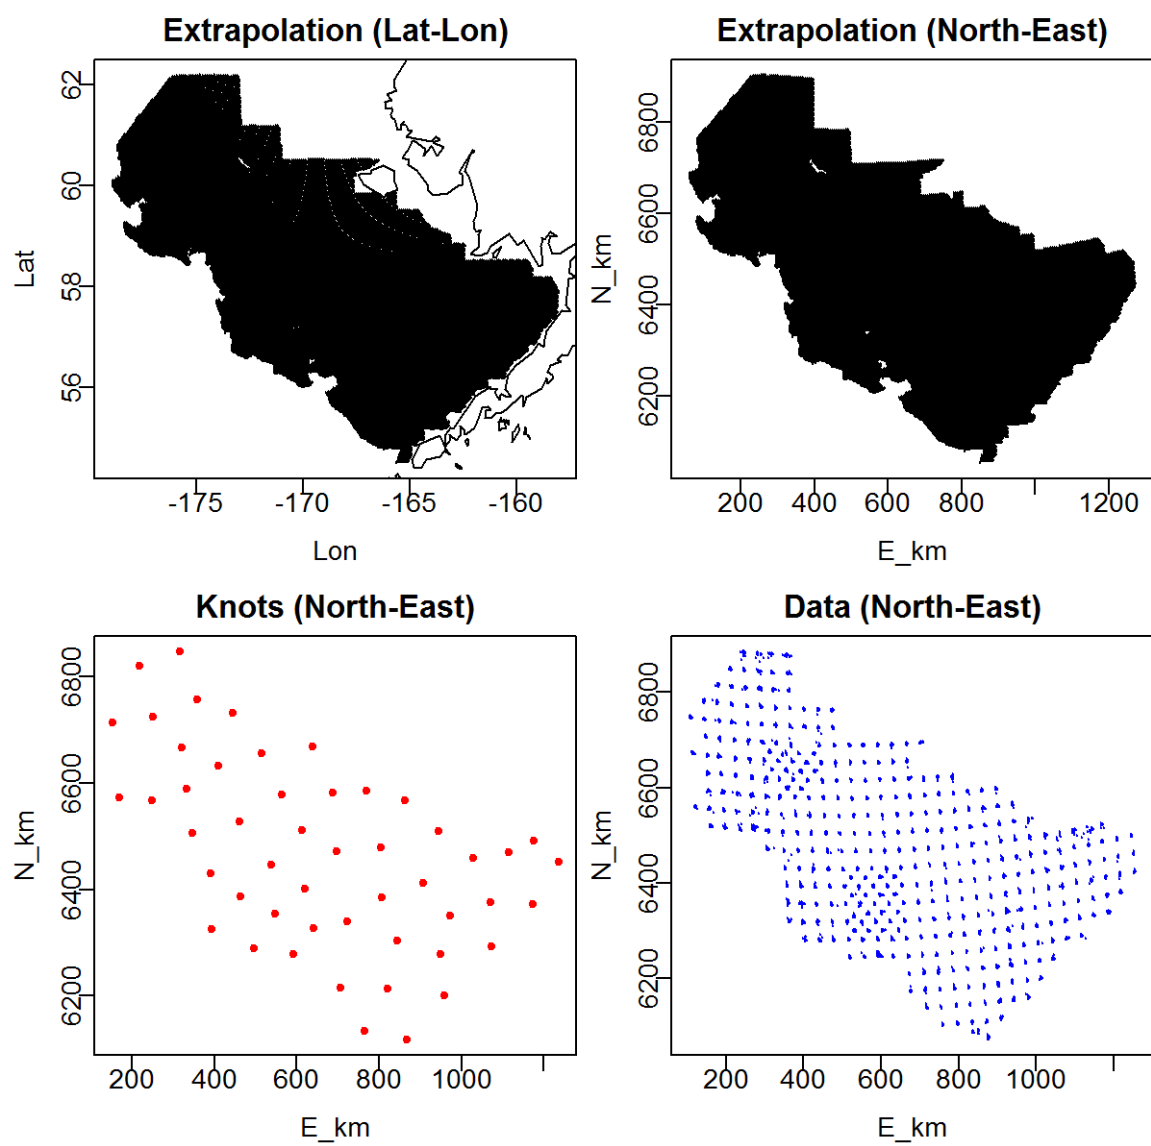 Extrapolation (Lat-Lon)
Lat
62
60
58
56
-175 -170 -165 -160
Lon
Extrapolation (North-East)
N_km
6800
6600
6400
6200
200 400 600 800 1200
E_km
Knots (North-East)
N_km
6800
6600
6400
6200
200 400 600 800 1000
E_km
Data (North-East)
N_km
6800
6600
6400
6200
200 400 600 800 1000
E_km